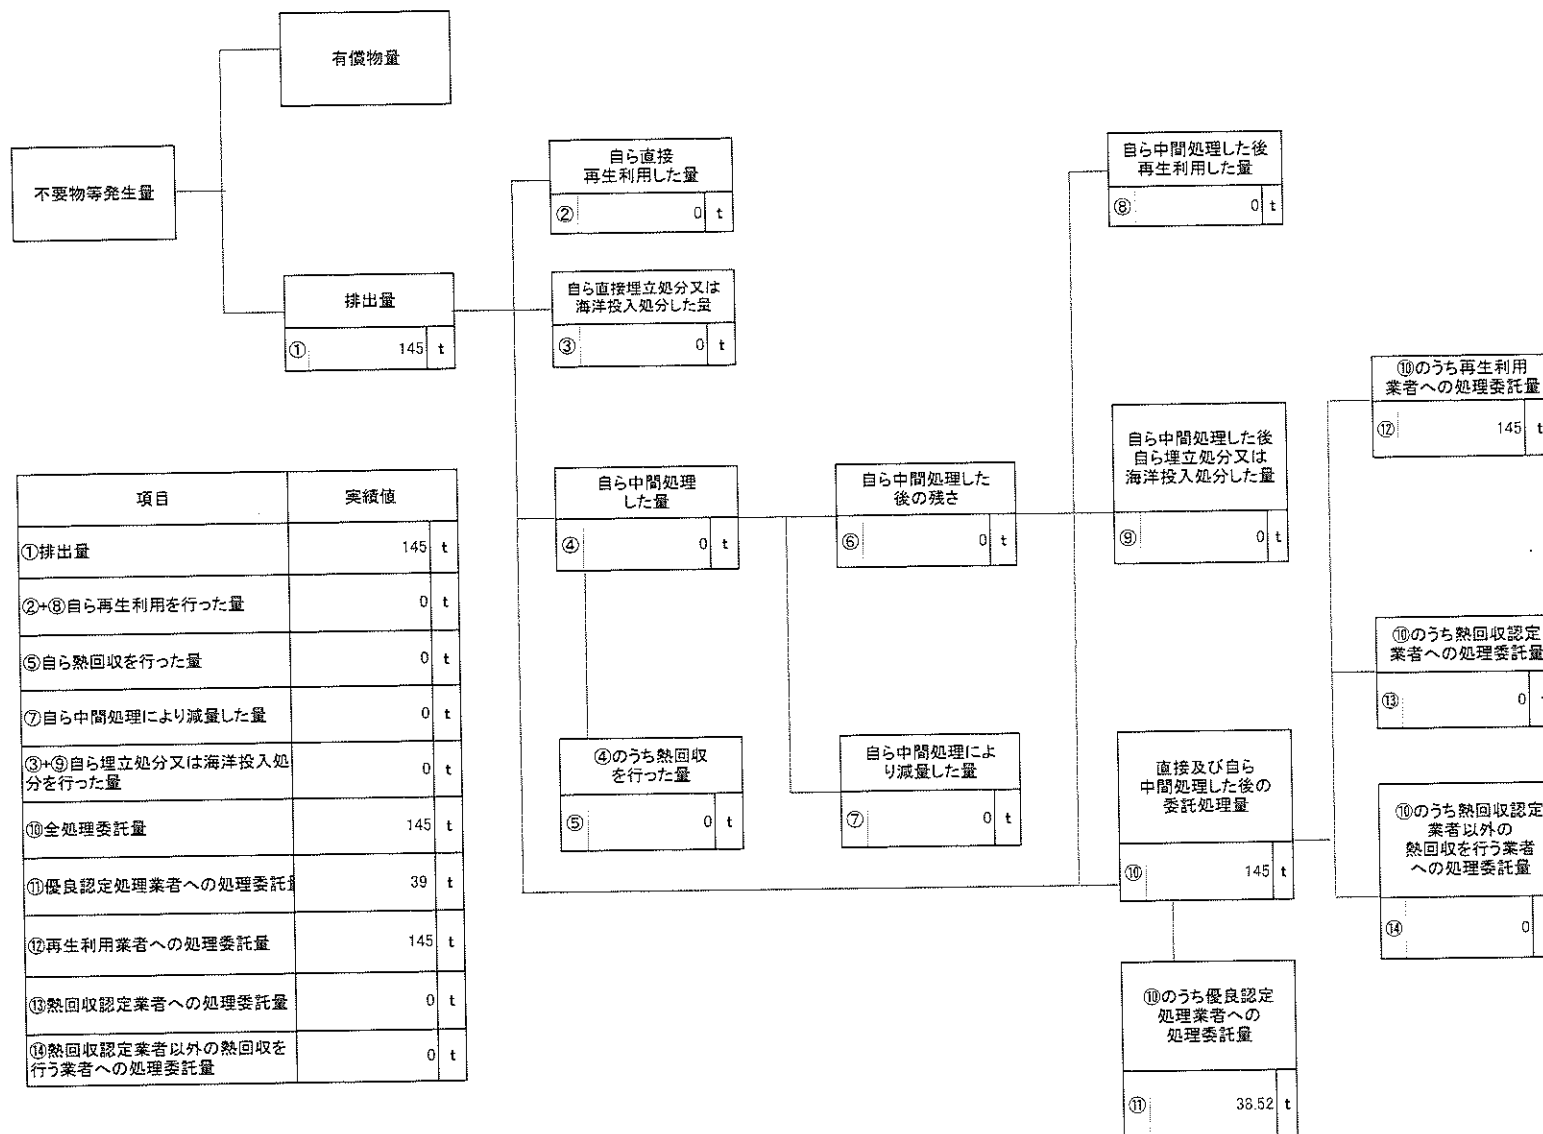 有償物量
不要物等発生量
排出量
① 145 t
自ら直接
再生利用した量
② 0 t
自ら直接埋立処分又は
海洋投入処分した量
③ 0 t
自ら中間処理
した量
④ 0 t
④のうち熱回収
を行った量
⑤ 0 t
自ら中間処理した
後の残さ
⑥ 0 t
自ら中間処理によ
り減量した量
⑦ 0 t
自ら中間処理した後
再生利用した量
⑧ 0 t
自ら中間処理した後
自ら埋立処分又は
海洋投入処分した量
⑨ 0 t
直接及び自ら
中間処理した後の
委託処理量
⑩ 145 t
⑩のうち優良認定
処理業者への
処理委託量
⑪ 38.52 t
⑩のうち再生利用
業者への処理委託量
⑫ 145 t
⑩のうち熱回収認定
業者への処理委託量
⑬ 0
⑩のうち熱回収認定
業者以外の
熱回収を行う業者
への処理委託量
⑭ 0
項目 実績値
①排出量 145 t
②+⑧自ら再生利用を行った量 0 t
⑤自ら熱回収を行った量 0 t
⑦自ら中間処理により減量した量 0 t
③+⑨自ら埋立処分又は海洋投入処
分を行った量 0 t
⑩全処理委託量 145 t
⑪優良認定処理業者への処理委託 39 t
⑫再生利用業者への処理委託量 145 t
⑬熱回収認定業者への処理委託量 0 t
⑭熱回収認定業者以外の熱回収を
行う業者への処理委託量 0 t